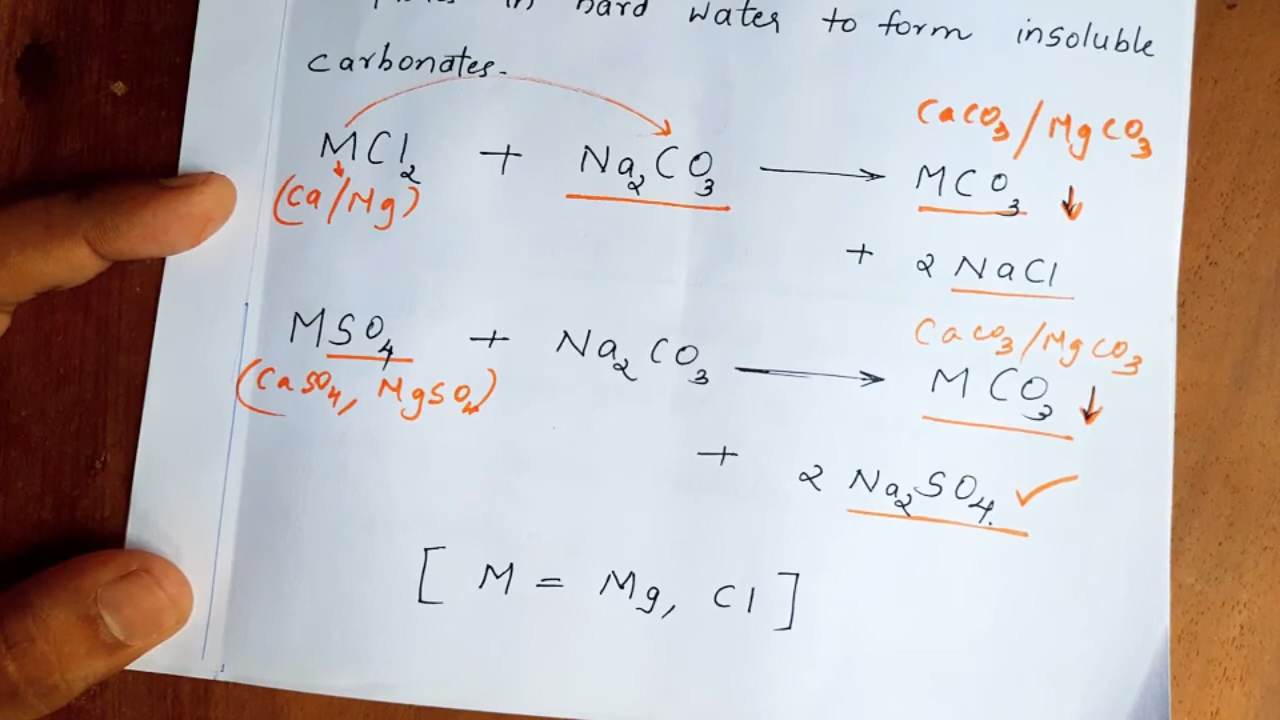 in hard water to form insoluble
carbonates.
CaCO3/MgCO3
MCl2 + Na2CO3 → MCO3 ↓
(Ca/Mg)
+ 2 NaCl
CaCO3/MgCO3
MSO4 + Na2CO3 → MCO3 ↓
(CaSO4, MgSO4)
+ 2 Na2SO4. ✓
[ M = Mg, Cl ]